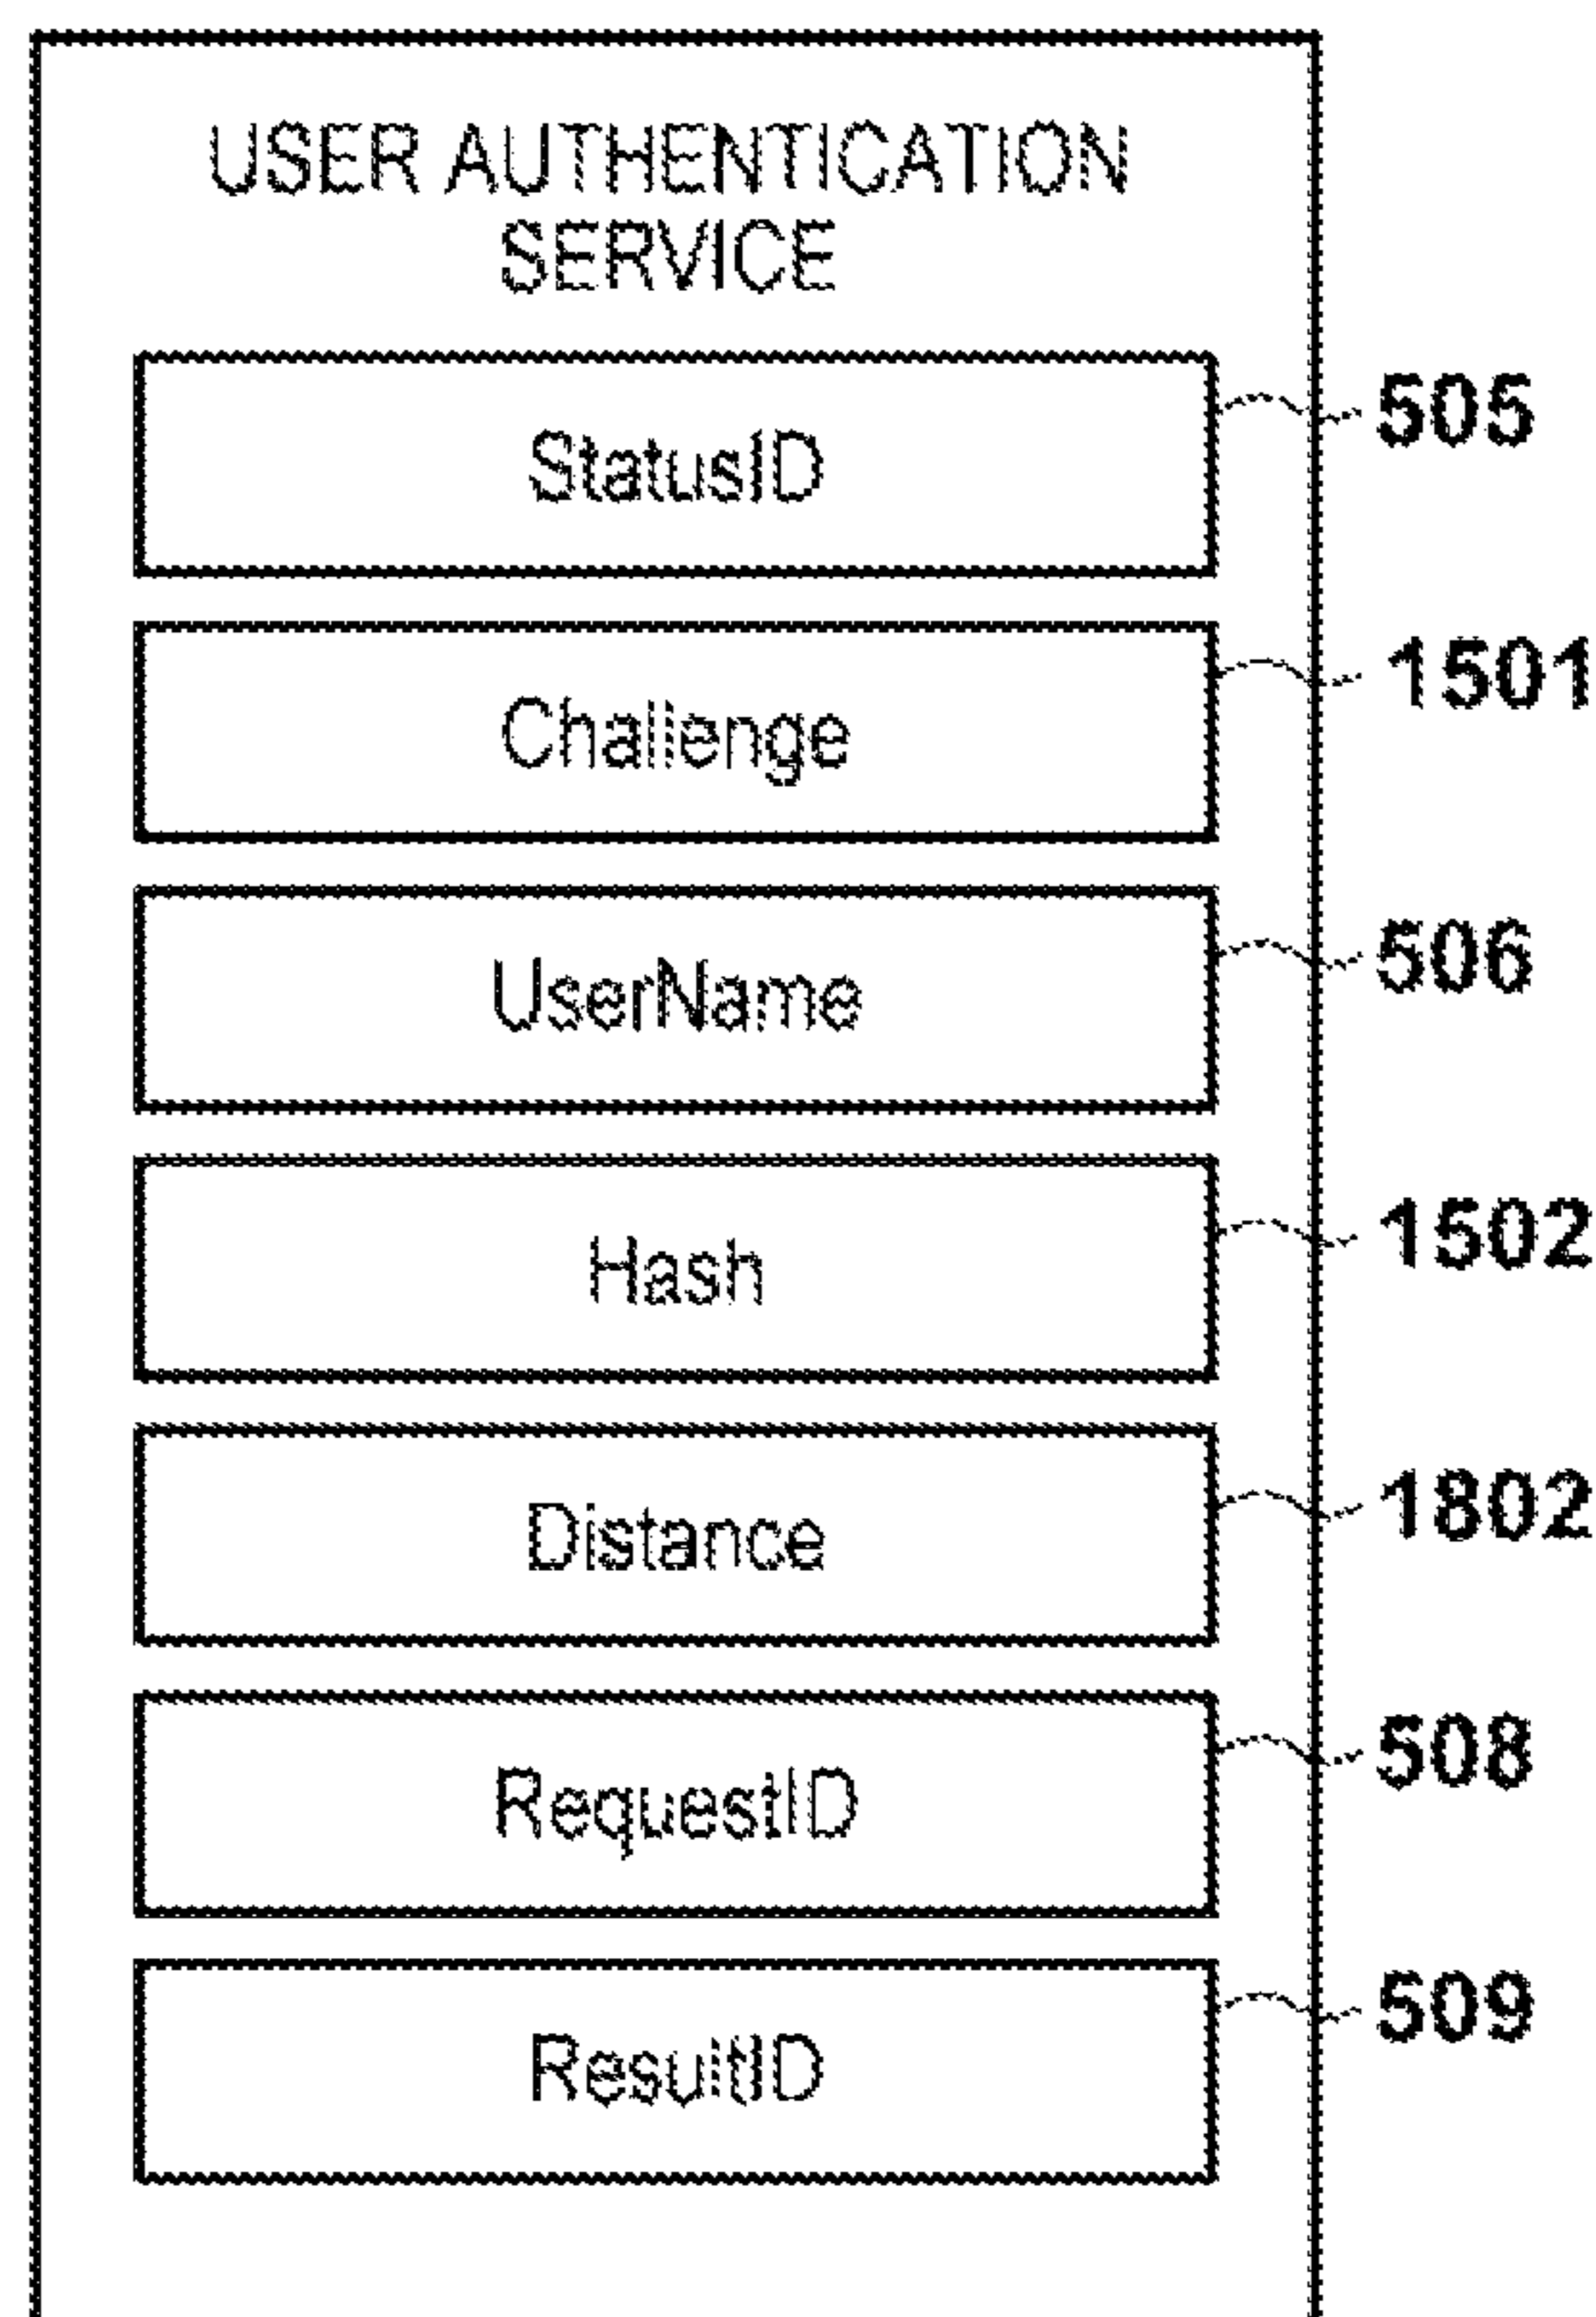 USER AUTHENTICATION
SERVICE
StatusID
505
Challenge
1501
UserName
506
Hash
1502
Distance
1802
RequestID
508
ResultID
509